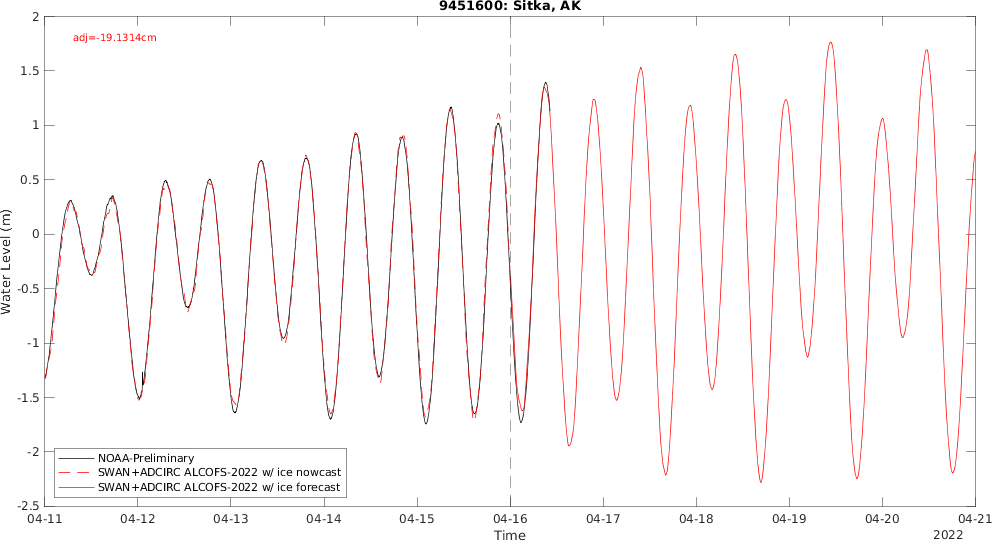 9451600: Sitka, AK
adj=-19.1314cm
2
1.5
1
0.5
0
-0.5
-1
-1.5
-2
-2.5
Water Level (m)
NOAA-Preliminary
SWAN+ADCIRC ALCOFS-2022 w/ ice nowcast
SWAN+ADCIRC ALCOFS-2022 w/ ice forecast
04-11 04-12 04-13 04-14 04-15 04-16 04-17 04-18 04-19 04-20 04-21
Time
2022